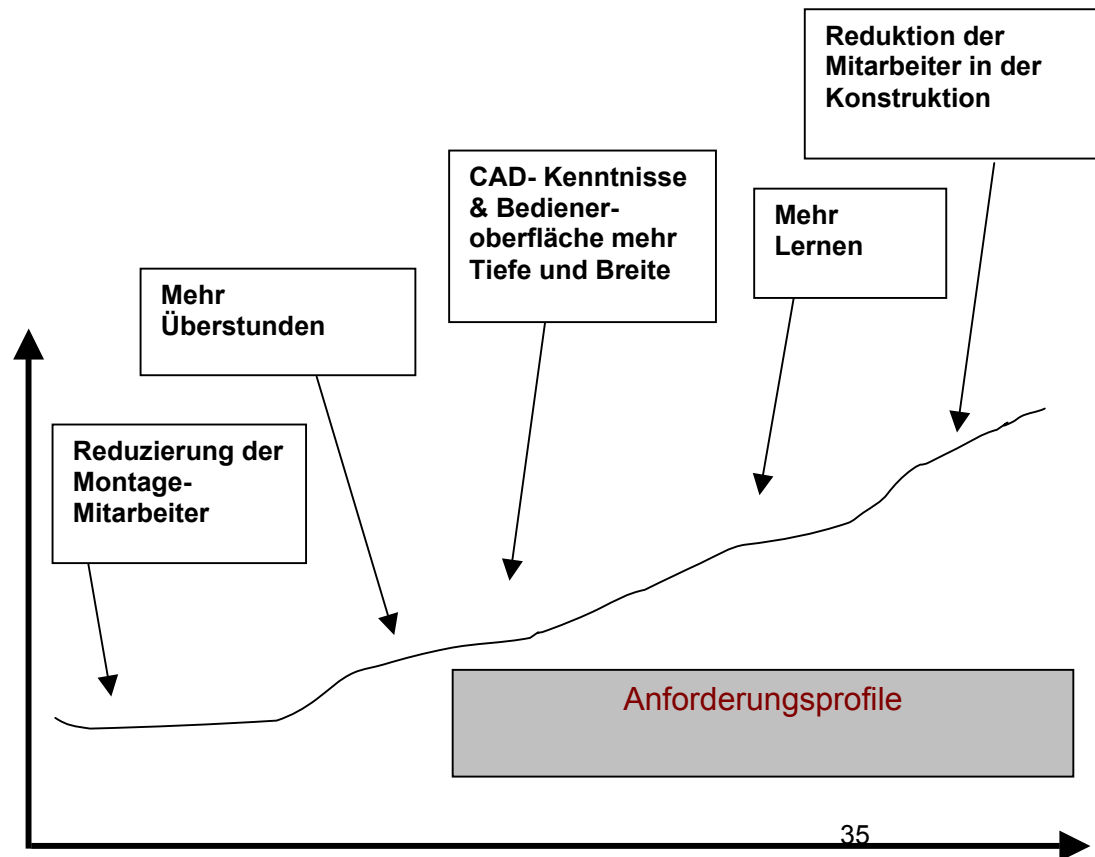 Reduktion der
Mitarbeiter in der
Konstruktion
CAD- Kenntnisse
& Bediener-
oberfläche mehr
Tiefe und Breite
Mehr
Lernen
Mehr
Überstunden
Reduzierung der
Montage-
Mitarbeiter
Anforderungsprofile
35